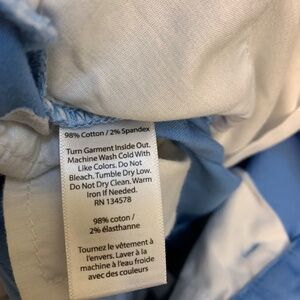 98% Cotton / 2% Spandex
Turn Garment Inside Out.
Machine Wash Cold With
Like Colors. Do Not
Bleach. Tumble Dry Low.
Do Not Dry Clean. Warm
Iron If Needed.
RN 134578
98% coton /
2% élasthanne
Tournez le vêtement à
l'envers. Laver à la
machine à l'eau froide
avec des couleurs